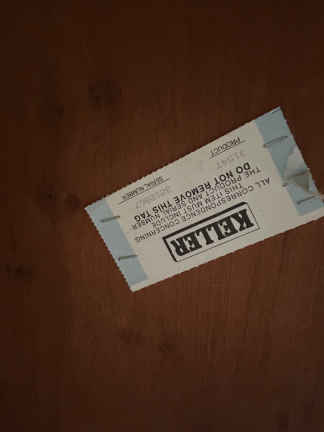 KELLER
ALL CORRESPONDENCE CONCERNING
THIS ITEM MUST INCLUDE
THE PRODUCT AND SERIAL NUMBER
DO NOT REMOVE THIS TAG
PRODUCT
SERIAL NUMBER